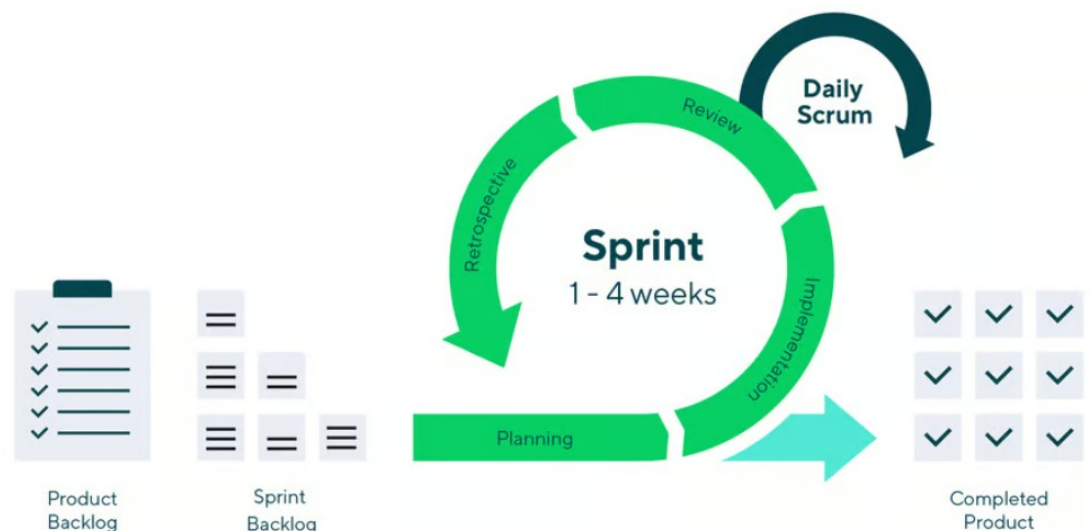 Daily
Scrum
Review
Retrospective
Sprint
1 - 4 weeks
Implementation
Planning
Product
Backlog
Sprint
Backlog
Completed
Product